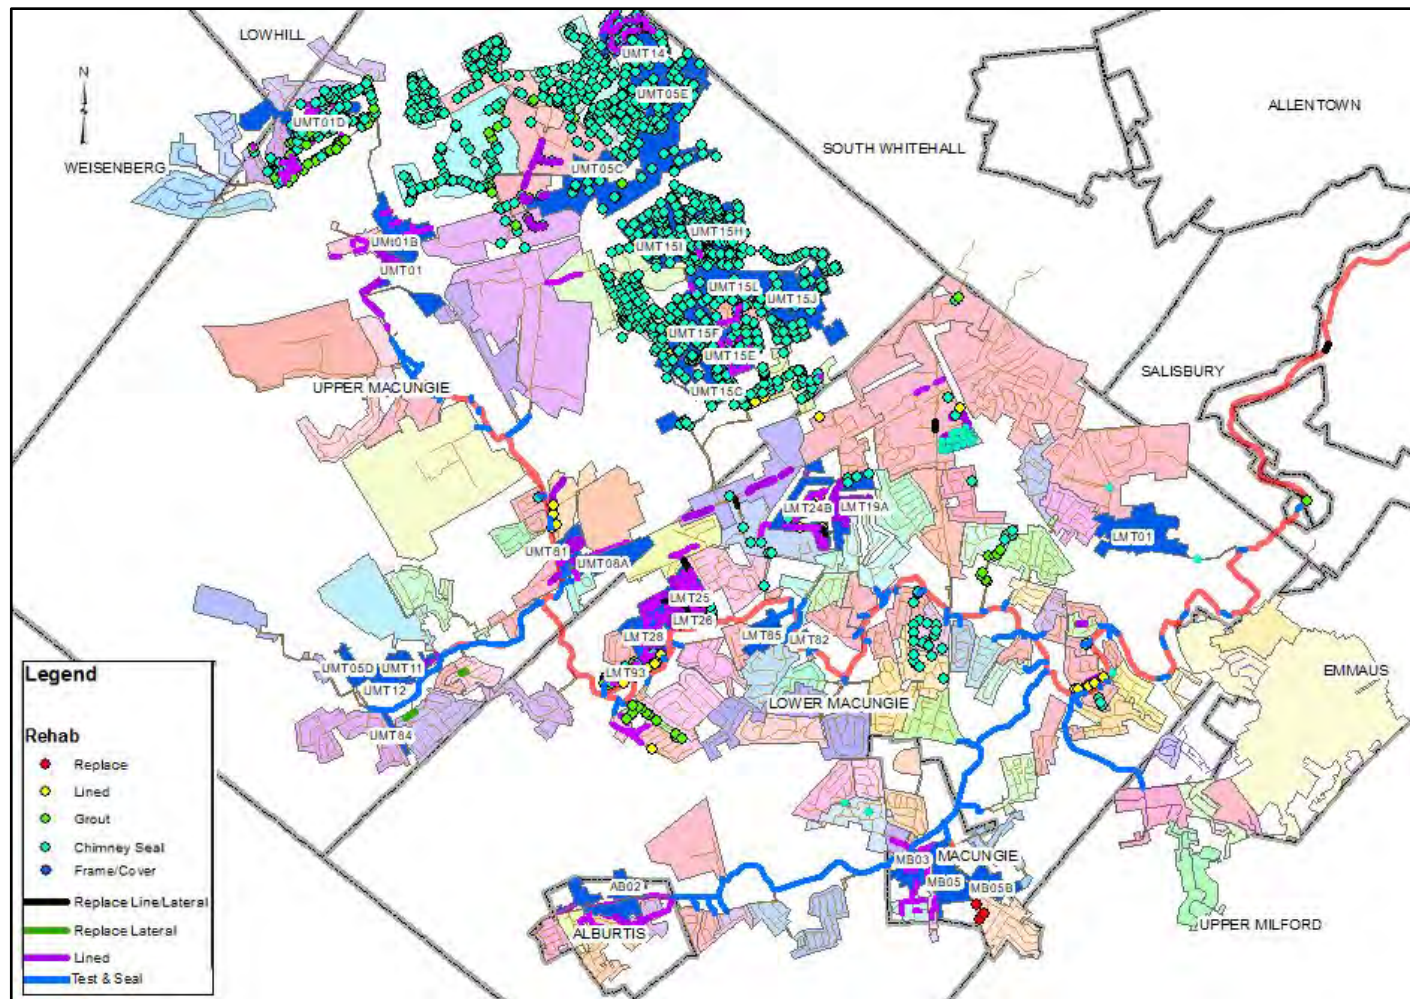 LOWHILL
N
UMT14
UMT05E
ALLENTOWN
UMT01D
SOUTH WHITEHALL
WEISENBERG
UMT05C
UMT15H
UMt01B
UMT15I
UMT01
UMT15L
UMT15J
UMT15F
UMT15E
SALISBURY
UPPER MACUNGIE
UMT15C
LMT24B
LMT19A
LMT01
UMT81
UMT08A
LMT25
LMT26
LMT28
LMT85
LMT82
UMT05D
UMT11
LMT93
EMMAUS
UMT12
LOWER MACUNGIE
UMT84
MB03
MACUNGIE
MB05
MB05B
AB02
UPPER MILFORD
ALBURTIS
Legend
Rehab
Replace
Lined
Grout
Chimney Seal
Frame/Cover
Replace Line/Lateral
Replace Lateral
Lined
Test & Seal